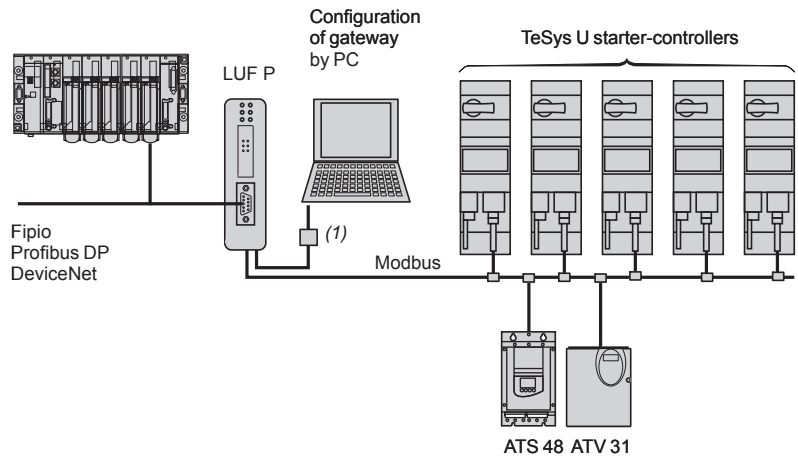 Configuration
of gateway
by PC
TeSys U starter-controllers
LUF P
(1)
Fipio
Profibus DP
DeviceNet
Modbus
ATS 48 ATV 31